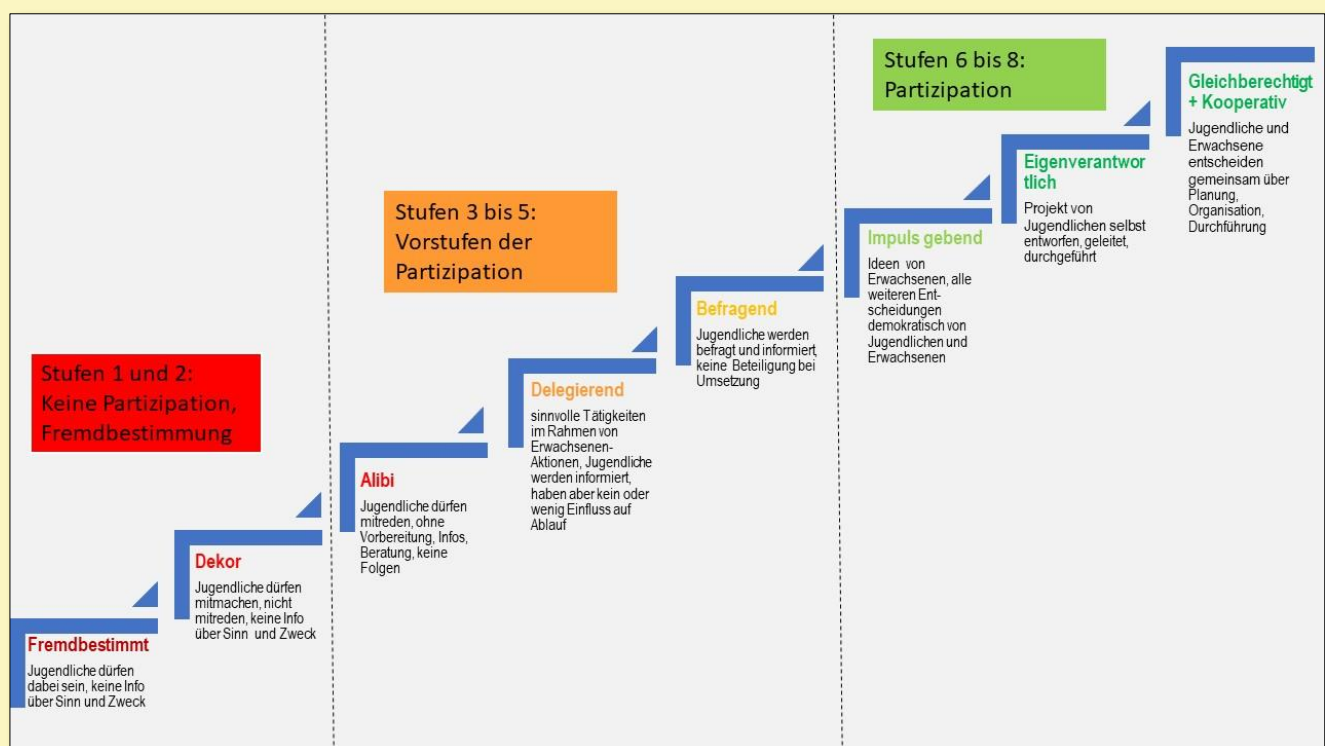 Stufen 1 und 2:
Keine Partizipation,
Fremdbestimmung
Fremdbestimmt
Jugendliche dürfen
dabei sein, keine Info
über Sinn und Zweck
Dekor
Jugendliche dürfen
mitmachen, nicht
mitreden, keine Info
über Sinn und Zweck
Stufen 3 bis 5:
Vorstufen der
Partizipation
Alibi
Jugendliche dürfen
mitreden, ohne
Vorbereitung, Infos,
Beratung, keine
Folgen
Delegierend
sinnvolle Tätigkeiten
im Rahmen von
Erwachsenen-
Aktionen, Jugendliche
werden informiert,
haben aber kein oder
wenig Einfluss auf
Ablauf
Befragend
Jugendliche werden
befragt und informiert,
keine Beteiligung bei
Umsetzung
Stufen 6 bis 8:
Partizipation
Impuls gebend
Ideen von
Erwachsenen, alle
weiteren Ent-
scheidungen
demokratisch von
Jugendlichen und
Erwachsenen
Eigenverantwor
tlich
Projekt von
Jugendlichen selbst
entworfen, geleitet,
durchgeführt
Gleichberechtigt
+ Kooperativ
Jugendliche und
Erwachsene
entscheiden
gemeinsam über
Planung,
Organisation,
Durchführung